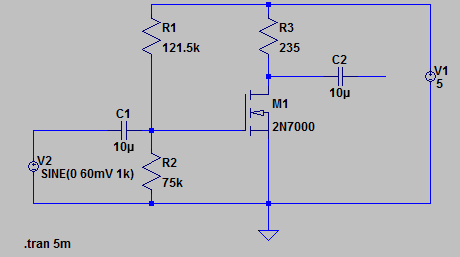 R1
121.5k
R3
235
C2
10µ
V1
5
M1
2N7000
C1
10µ
V2
SINE(0 60mV 1k)
R2
75k
.tran 5m